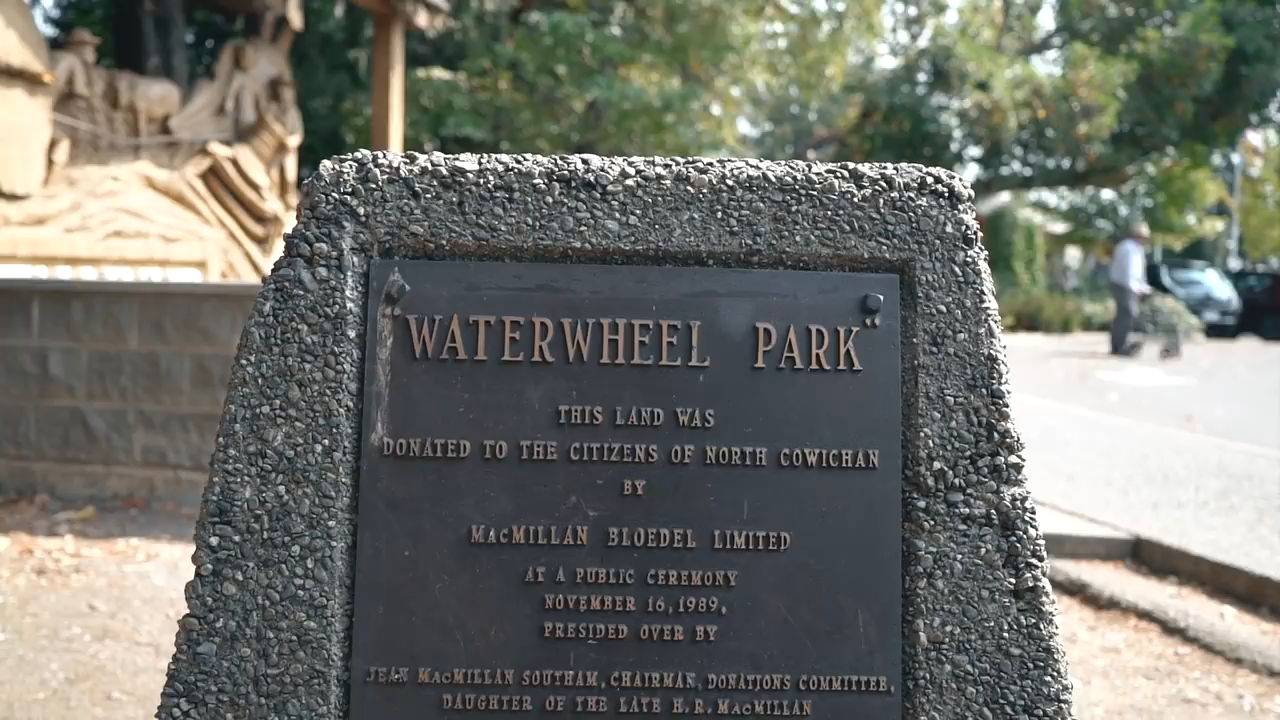 “WATERWHEEL PARK“
THIS LAND WAS
DONATED TO THE CITIZENS OF NORTH COWICHAN
BY
MACMILLAN BLOEDEL LIMITED
AT A PUBLIC CEREMONY
NOVEMBER 16, 1989,
PRESIDED OVER BY
JEAN MACMILLAN SOUTHAM, CHAIRMAN, DONATIONS COMMITTEE,
DAUGHTER OF THE LATE H.R. MACMILLAN